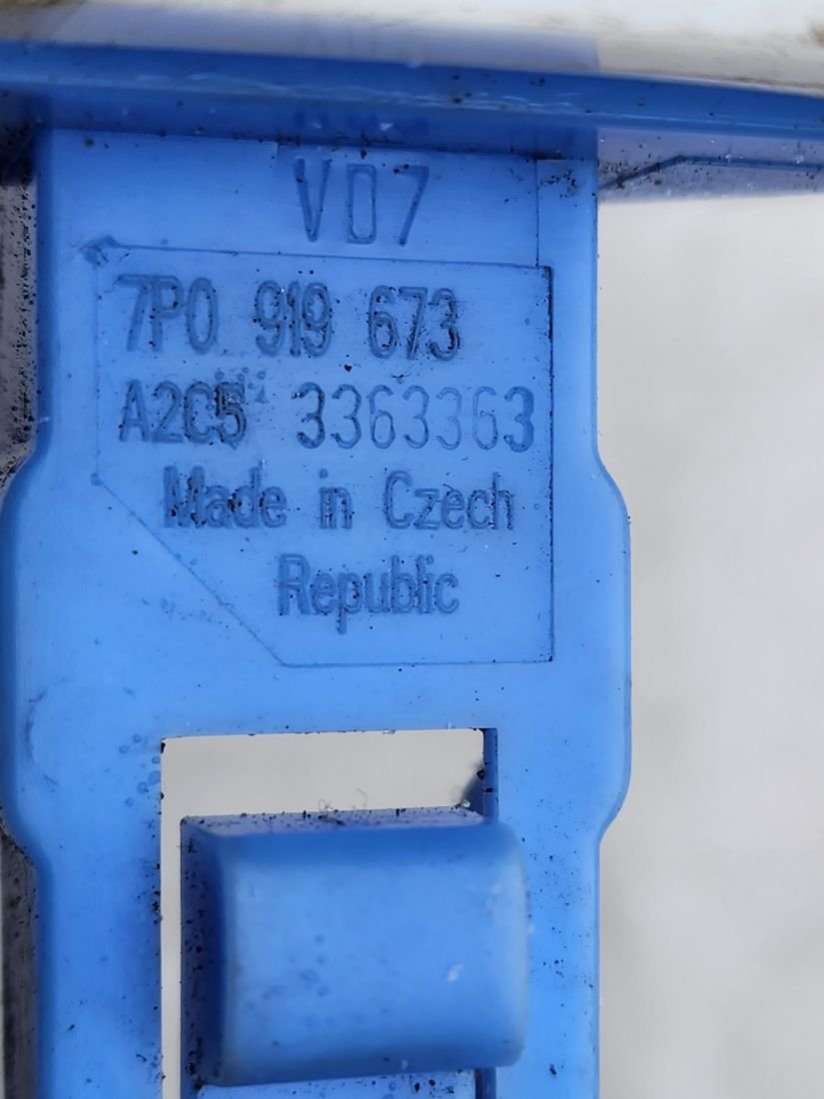 VD7
7P0 919 673
A2C5 3363363
Made in Czech
Republic